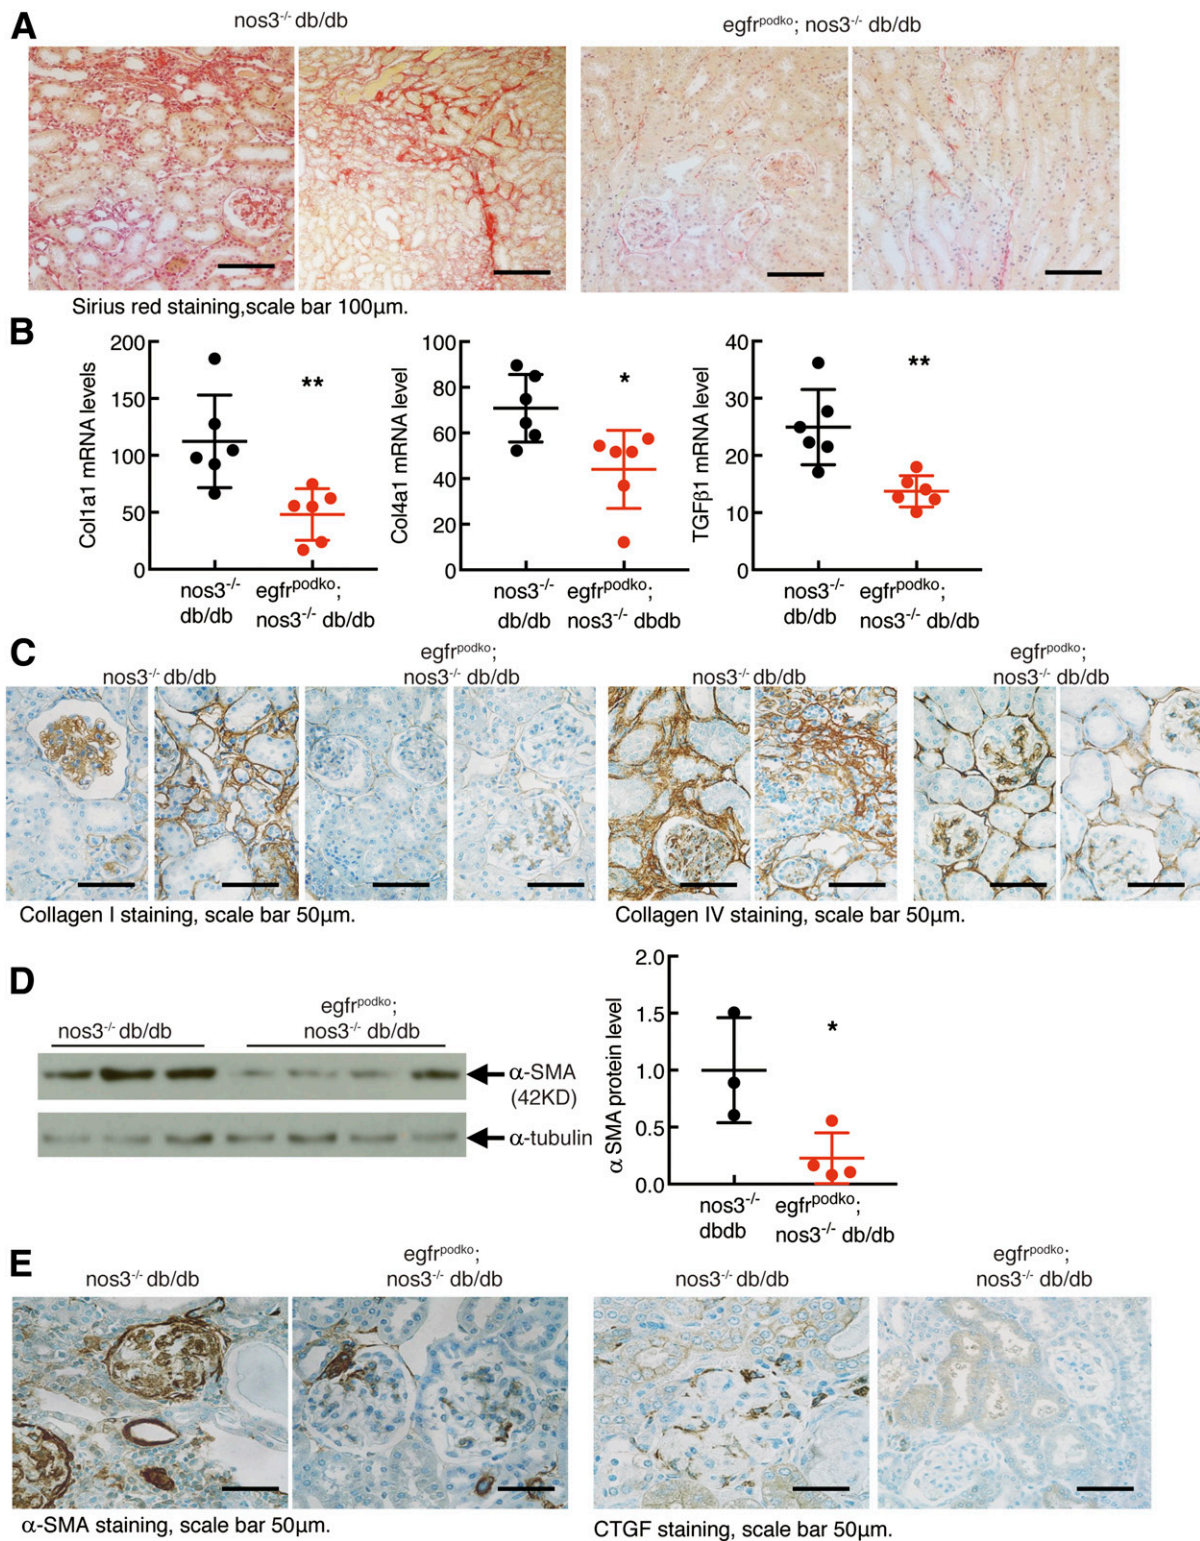 A
nos3-/- db/db
egfrpodko; nos3-/- db/db
Sirius red staining,scale bar 100µm.
B
Col1a1 mRNA levels
200
150
100
50
0
nos3-/-
db/db
egfrpodko;
nos3-/- db/db
**
Col4a1 mRNA level
100
80
60
40
20
0
nos3-/-
db/db
egfrpodko;
nos3-/- dbdb
*
TGFβ1 mRNA level
40
30
20
10
0
nos3-/-
db/db
egfrpodko;
nos3-/- db/db
**
C
nos3-/- db/db
egfrpodko;
nos3-/- db/db
nos3-/- db/db
egfrpodko;
nos3-/- db/db
Collagen I staining, scale bar 50µm.
Collagen IV staining, scale bar 50µm.
D
nos3-/- db/db
egfrpodko;
nos3-/- db/db
α-SMA
(42KD)
α-tubulin
α SMA protein level
2.0
1.5
1.0
0.5
0.0
*
nos3-/-
dbdb
egfrpodko;
nos3-/- db/db
E
nos3-/- db/db
egfrpodko;
nos3-/- db/db
nos3-/- db/db
egfrpodko;
nos3-/- db/db
α-SMA staining, scale bar 50µm.
CTGF staining, scale bar 50µm.